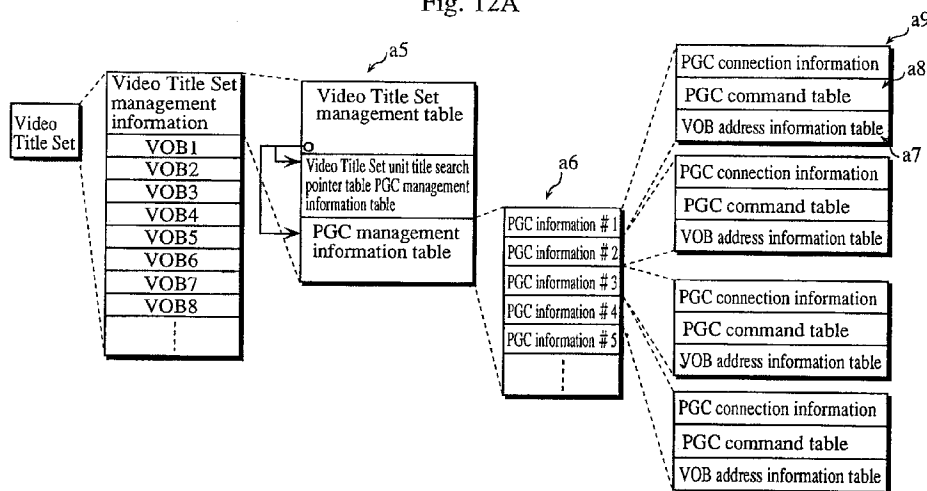 Fig. 12A
Video
Title Set
Video Title Set
management
information
VOB1
VOB2
VOB3
VOB4
VOB5
VOB6
VOB7
VOB8
a5
Video Title Set
management table
Video Title Set unit title search
pointer table PGC management
information table
PGC management
information table
a6
PGC information # 1
PGC information # 2
PGC information # 3
PGC information # 4
PGC information # 5
a9
PGC connection information
a8
PGC command table
VOB address information table
a7
PGC connection information
PGC command table
VOB address information table
PGC connection information
PGC command table
VOB address information table
PGC connection information
PGC command table
VOB address information table